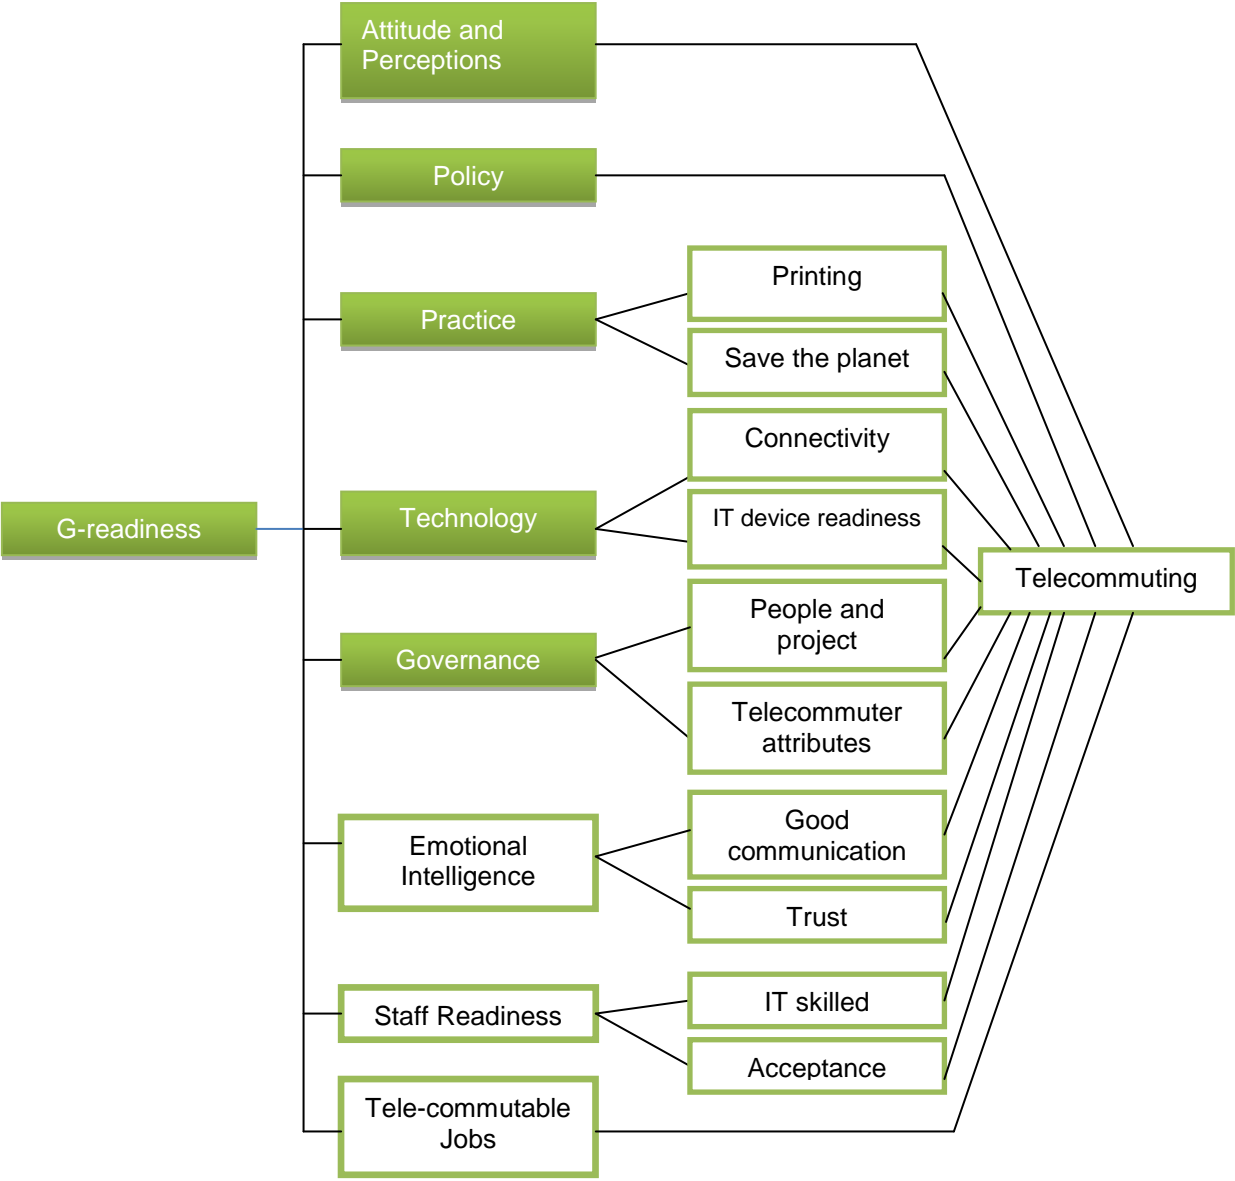 Attitude and
Perceptions
Policy
Practice
Printing
Save the planet
Connectivity
G-readiness
Technology
IT device readiness
Telecommuting
People and
project
Governance
Telecommuter
attributes
Emotional
Intelligence
Good
communication
Trust
Staff Readiness
IT skilled
Acceptance
Tele-commutable
Jobs